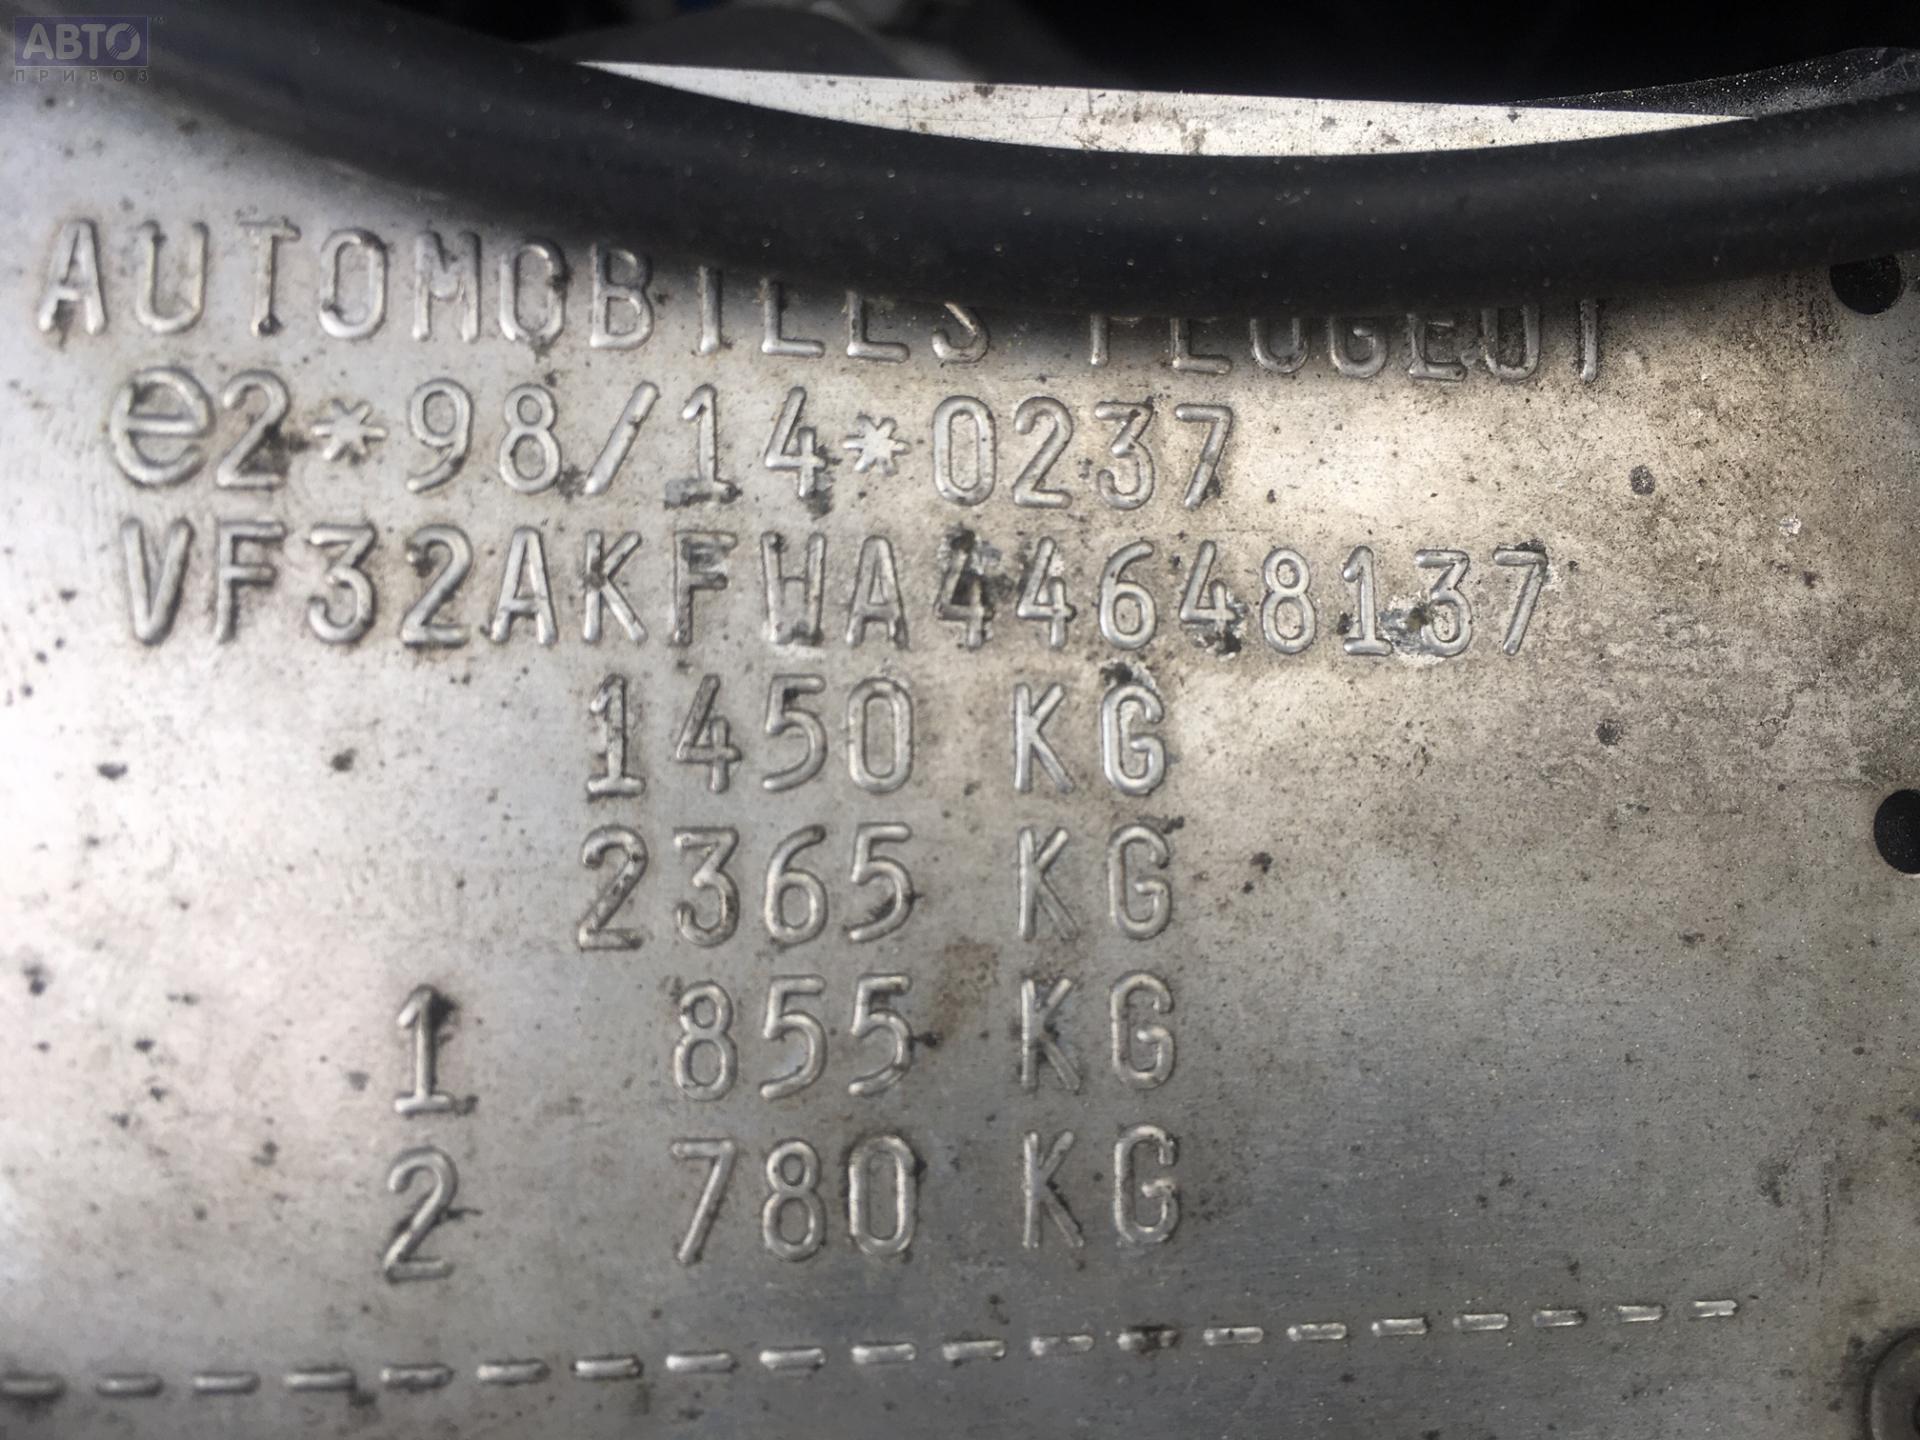 АВТО
ПРИВОЗ
AUTOMOBILES PEUGEOT
e2*98/14*0237
VF32AKFWA44648137
1450 KG
2365 KG
1 855 KG
2 780 KG